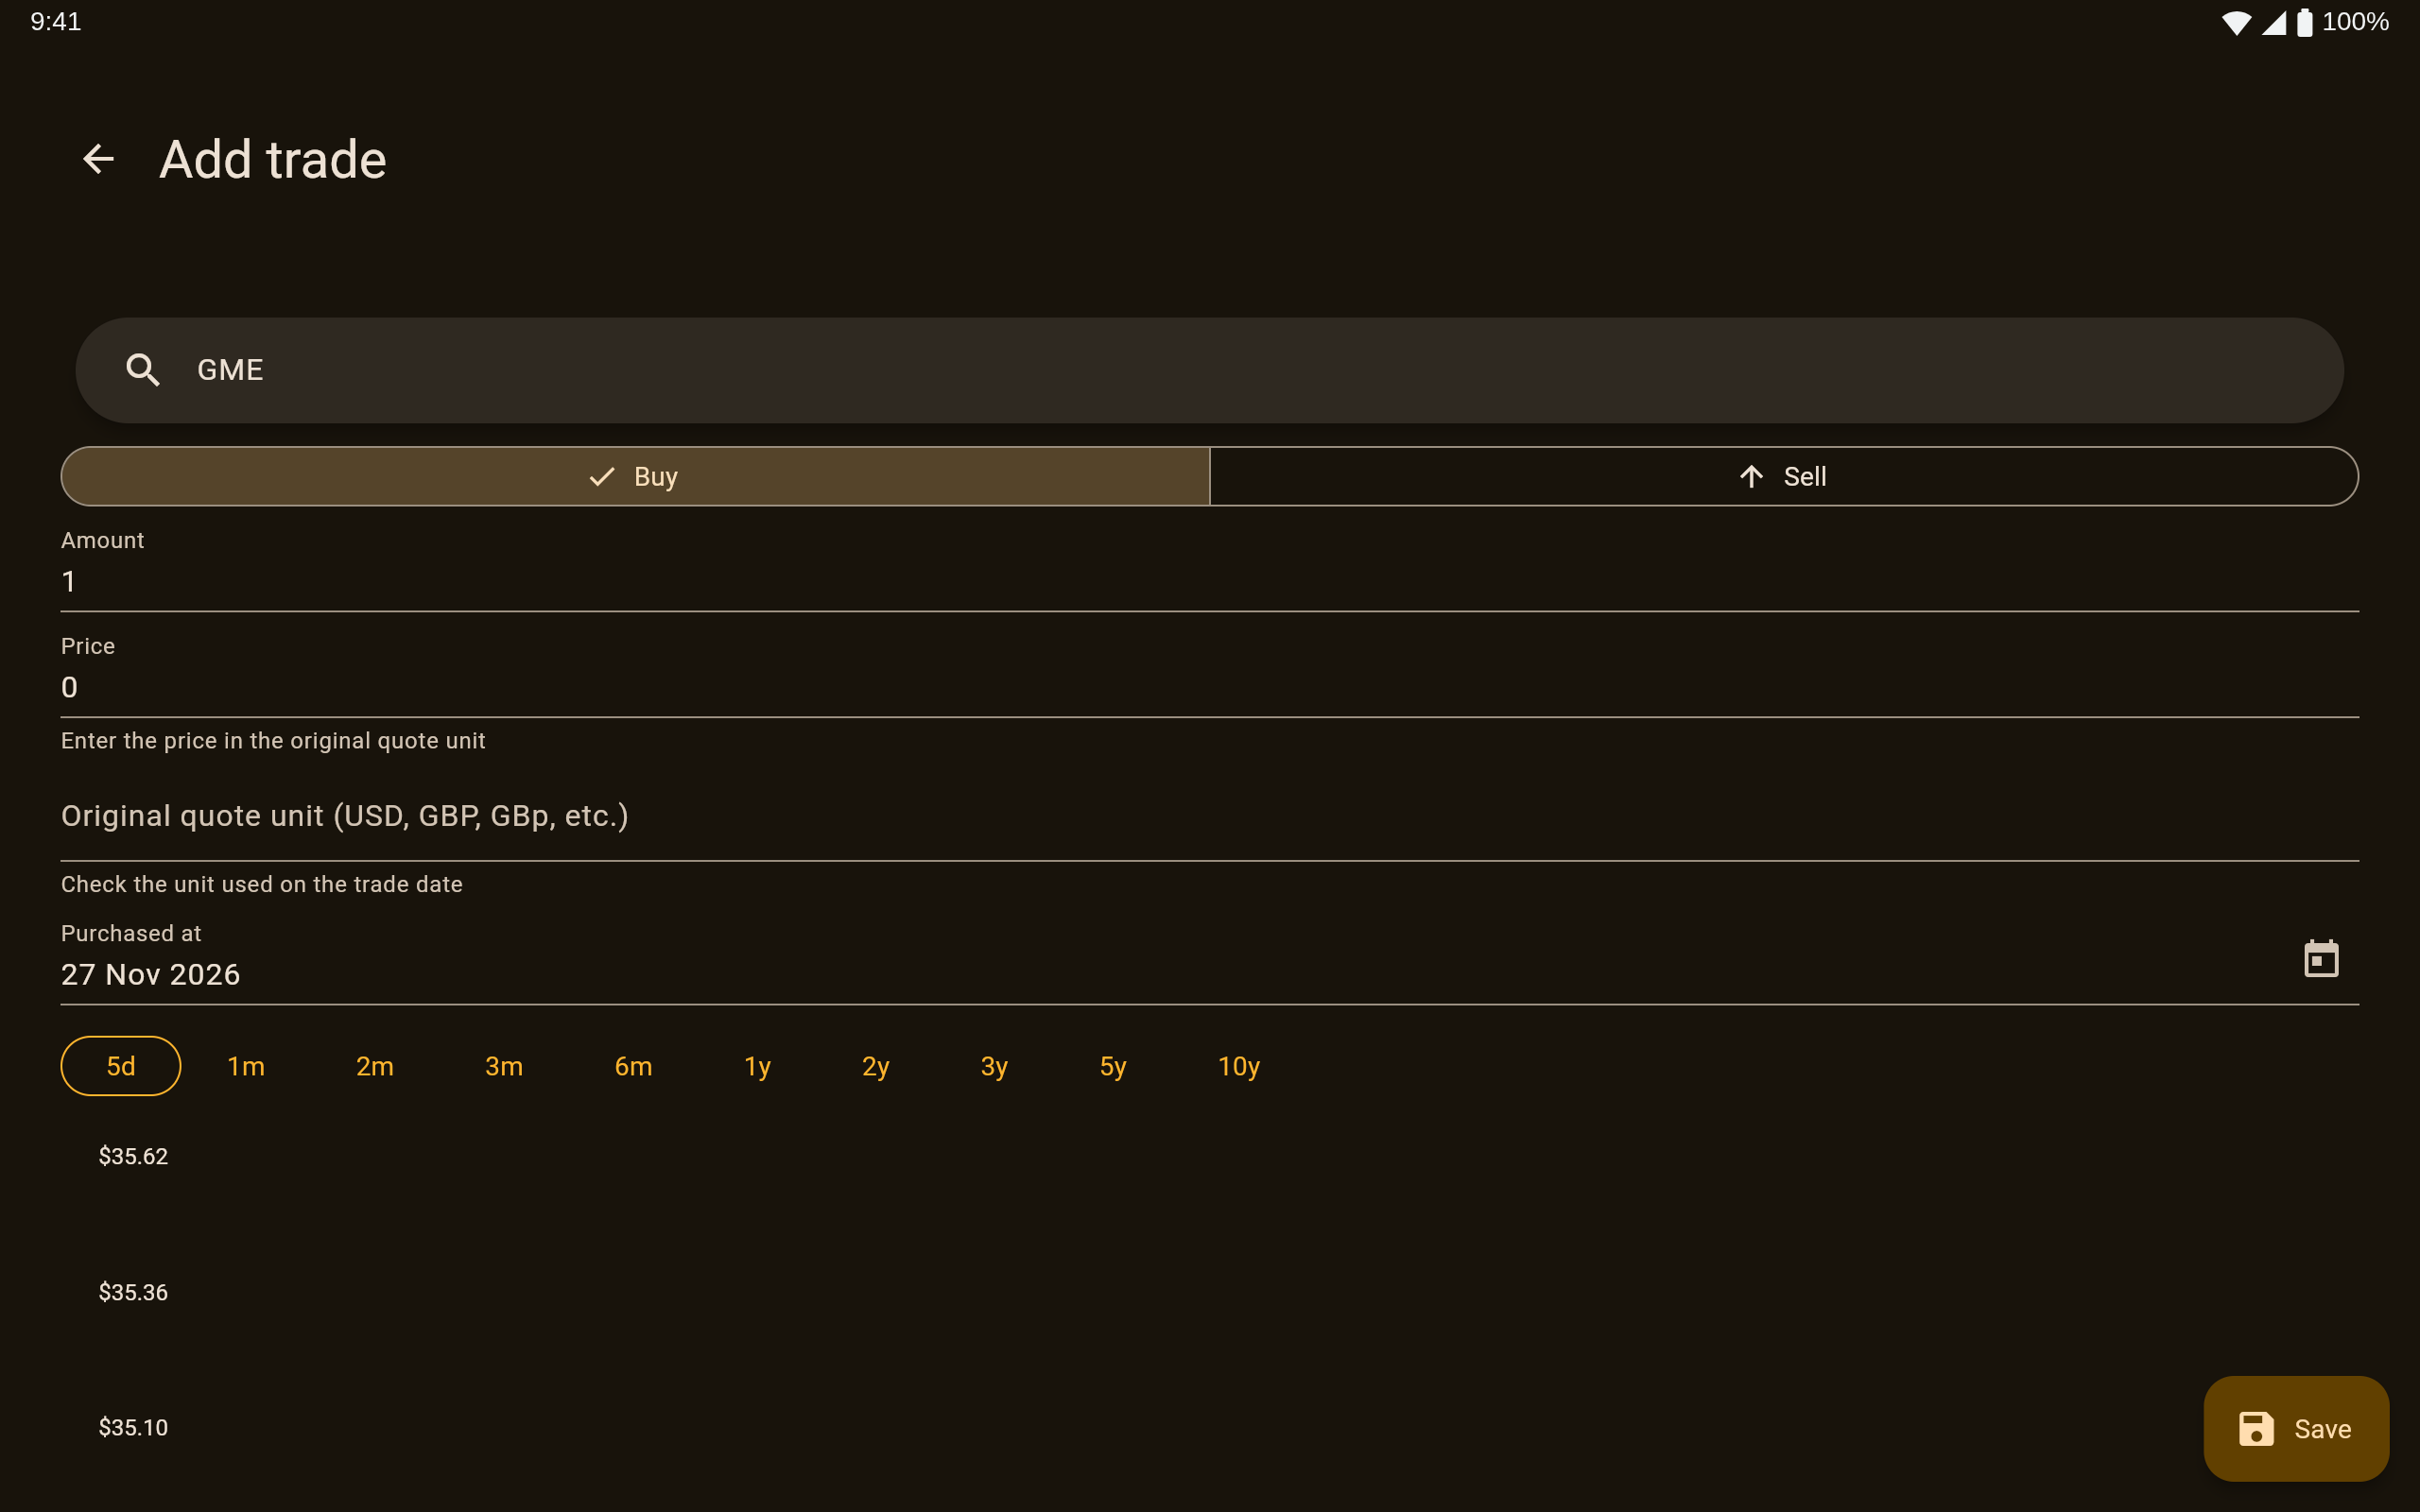 9:41
100%
Add trade
GME
Buy
Sell
Amount
1
Price
0
Enter the price in the original quote unit
Original quote unit (USD, GBP, GBp, etc.)
Check the unit used on the trade date
Purchased at
27 Nov 2026
5d 1m 2m 3m 6m 1y 2y 3y 5y 10y
$35.62
$35.36
$35.10
Save